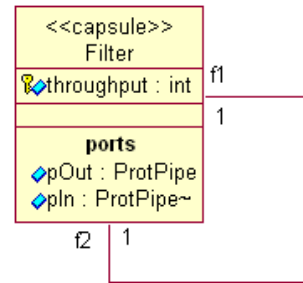 <<capsule>>
Filter
throughput : int
f1
1
ports
pOut : ProtPipe
pIn : ProtPipe~
f2 1